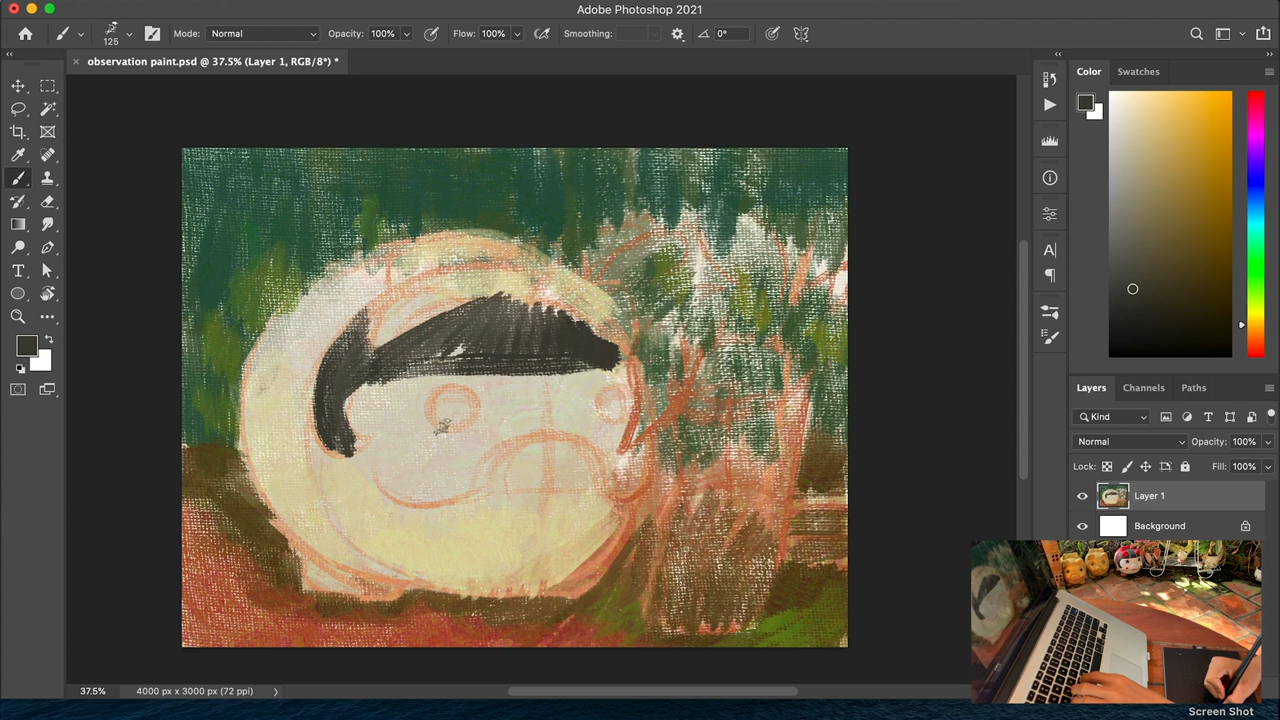 Adobe Photoshop 2021
125
Mode: Normal
Opacity: 100%
Flow: 100%
Smoothing:
0°
observation paint.psd @ 37.5% (Layer 1, RGB/8*) *
Color
Swatches
Layers
Channels
Paths
Kind
Normal
Opacity: 100%
Lock:
Fill: 100%
Layer 1
Background
37.5%
4000 px x 3000 px (72 ppi)
Screen Shot